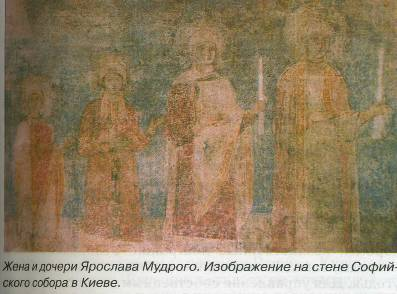 Жена и дочери Ярослава Мудрого. Изображение на стене Софий-
ского собора в Киеве.